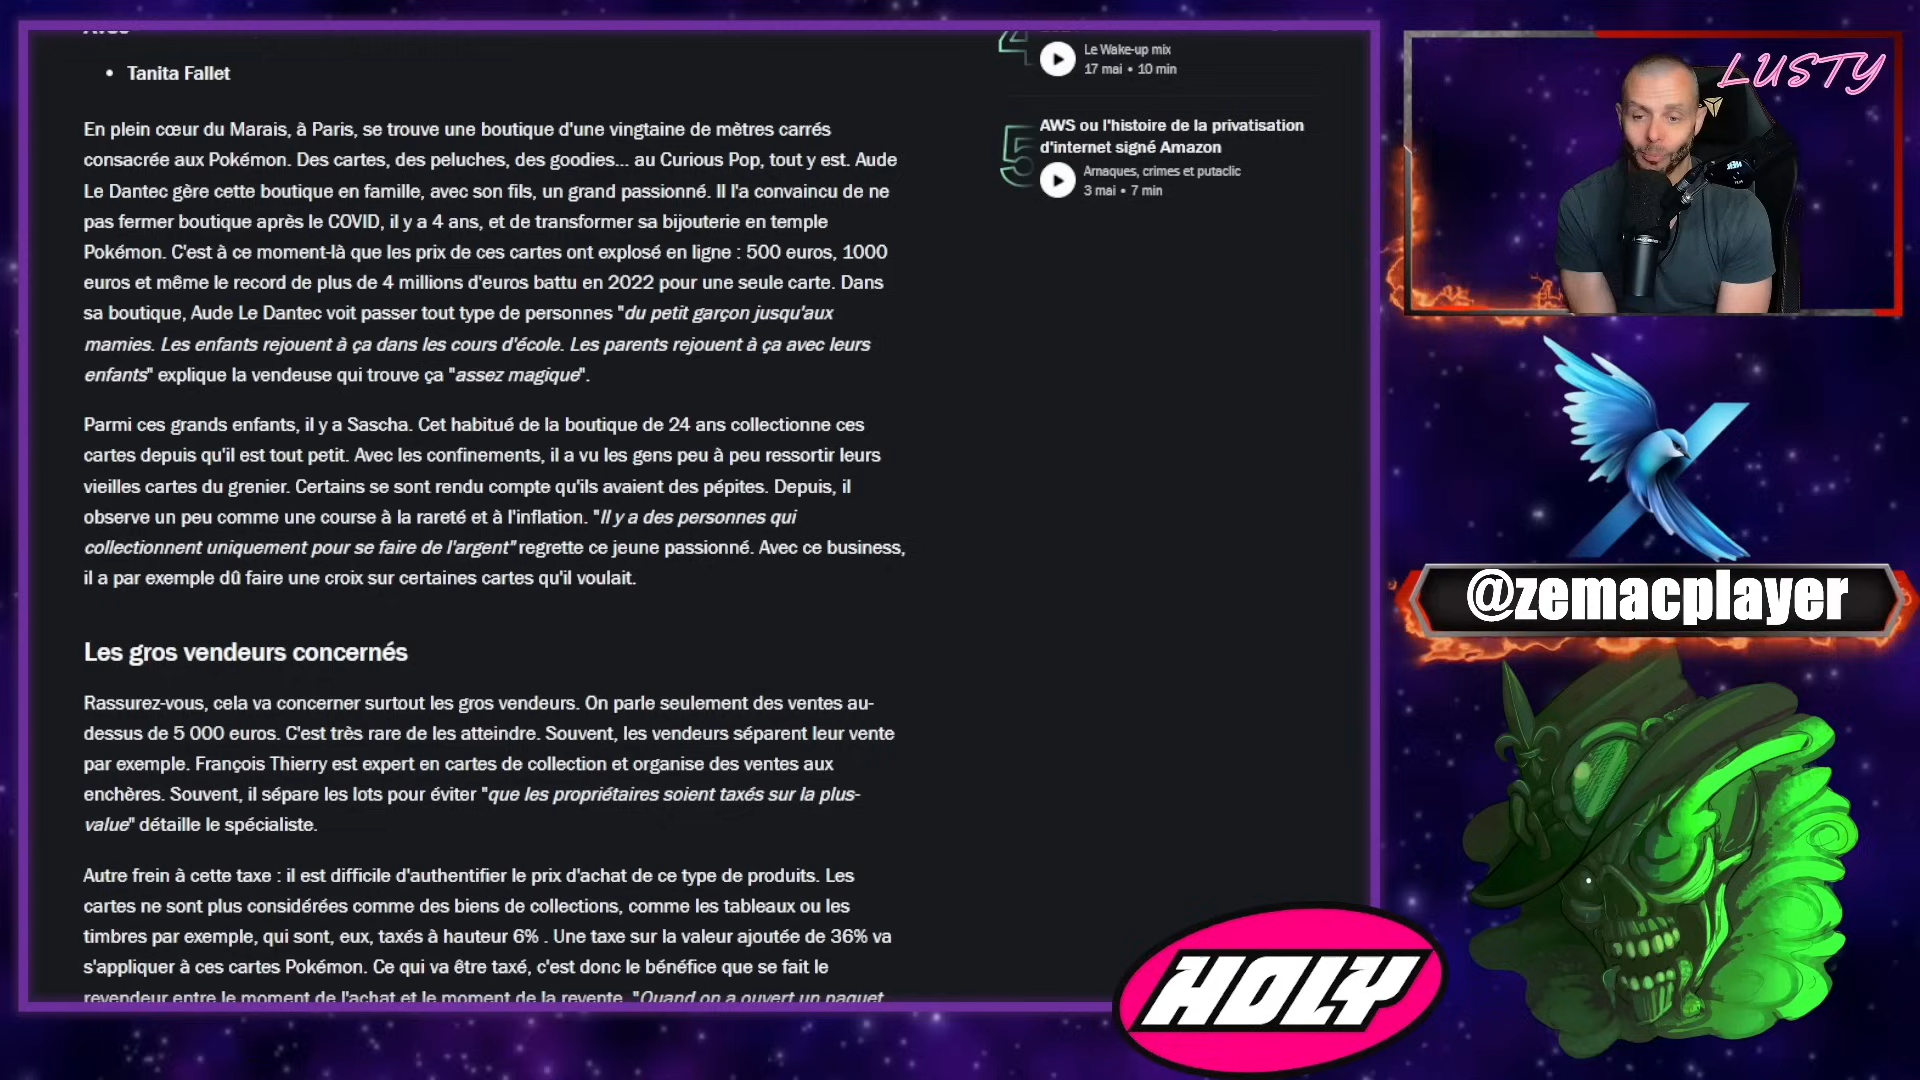 Tanita Fallet
En plein cœur du Marais, à Paris, se trouve une boutique d'une vingtaine de mètres carrés
consacrée aux Pokémon. Des cartes, des peluches, des goodies... au Curious Pop, tout y est. Aude
Le Dantec gère cette boutique en famille, avec son fils, un grand passionné. Il l'a convaincu de ne
pas fermer boutique après le COVID, il y a 4 ans, et de transformer sa bijouterie en temple
Pokémon. C'est à ce moment-là que les prix de ces cartes ont explosé en ligne : 500 euros, 1000
euros et même le record de plus de 4 millions d'euros battu en 2022 pour une seule carte. Dans
sa boutique, Aude Le Dantec voit passer tout type de personnes "du petit garçon jusqu'aux
mamies. Les enfants rejouent à ça dans les cours d'école. Les parents rejouent à ça avec leurs
enfants" explique la vendeuse qui trouve ça "assez magique".
Parmi ces grands enfants, il y a Sascha. Cet habitué de la boutique de 24 ans collectionne ces
cartes depuis qu'il est tout petit. Avec les confinements, il a vu les gens peu à peu ressortir leurs
vieilles cartes du grenier. Certains se sont rendu compte qu'ils avaient des pépites. Depuis, il
observe un peu comme une course à la rareté et à l'inflation. "Il y a des personnes qui
collectionnent uniquement pour se faire de l'argent" regrette ce jeune passionné. Avec ce business,
il a par exemple dû faire une croix sur certaines cartes qu'il voulait.
Les gros vendeurs concernés
Rassurez-vous, cela va concerner surtout les gros vendeurs. On parle seulement des ventes au-
dessus de 5 000 euros. C'est très rare de les atteindre. Souvent, les vendeurs séparent leur vente
par exemple. François Thierry est expert en cartes de collection et organise des ventes aux
enchères. Souvent, il sépare les lots pour éviter "que les propriétaires soient taxés sur la plus-
value" détaille le spécialiste.
Autre frein à cette taxe : il est difficile d'authentifier le prix d'achat de ce type de produits. Les
cartes ne sont plus considérées comme des biens de collections, comme les tableaux ou les
timbres par exemple, qui sont, eux, taxés à hauteur 6% . Une taxe sur la valeur ajoutée de 36% va
s'appliquer à ces cartes Pokémon. Ce qui va être taxé, c'est donc le bénéfice que se fait le
revendeur entre le moment de l'achat et le moment de la revente. "Quand on a ouvert un paquet
4
Le Wake-up mix
17 mai • 10 min
5
AWS ou l'histoire de la privatisation
d'internet signé Amazon
Arnaques, crimes et putaclic
3 mai • 7 min
LUSTY
@zemacplayer
HOLY